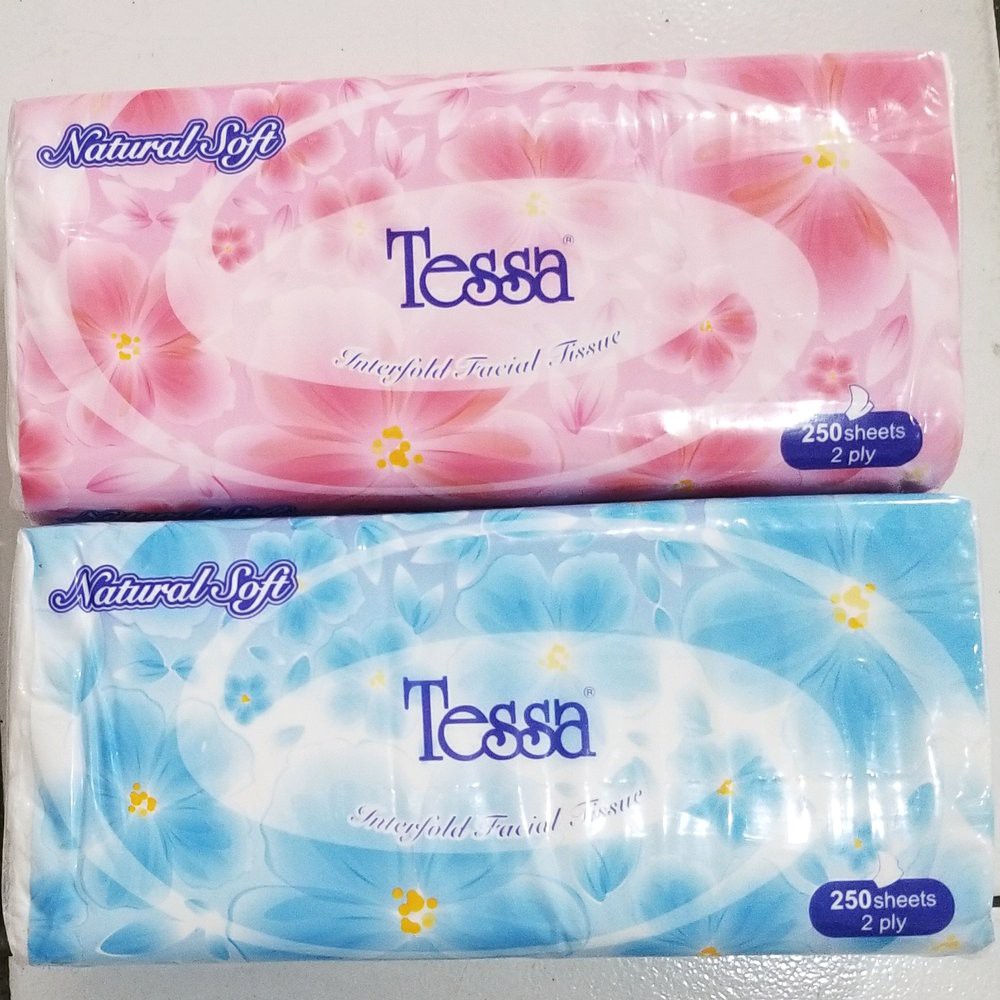 Natural Soft
Tessa®
Interfold Facial Tissue
250 sheets
2 ply
Natural Soft
Tessa®
Interfold Facial Tissue
250 sheets
2 ply